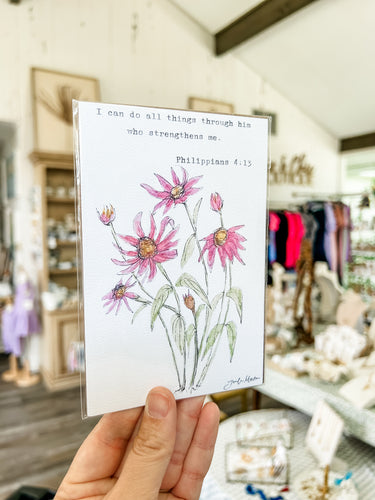 I can do all things through him
who strengthens me.
Philippians 4:13